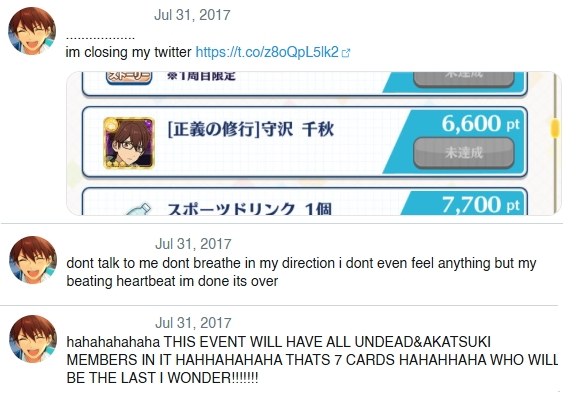 Jul 31, 2017
..................
im closing my twitter https://t.co/z8oQpL5lk2
ストーリー
※1周目限定
未達成
6,600 pt
[正義の修行]守沢 千秋
未達成
7,700 pt
スポーツドリンク 1個
Jul 31, 2017
dont talk to me dont breathe in my direction i dont even feel anything but my
beating heartbeat im done its over
Jul 31, 2017
hahahahahaha THIS EVENT WILL HAVE ALL UNDEAD&AKATSUKI
MEMBERS IN IT HAHHAHAHAHA THATS 7 CARDS HAHAHHAHA WHO WILL
BE THE LAST I WONDER!!!!!!!